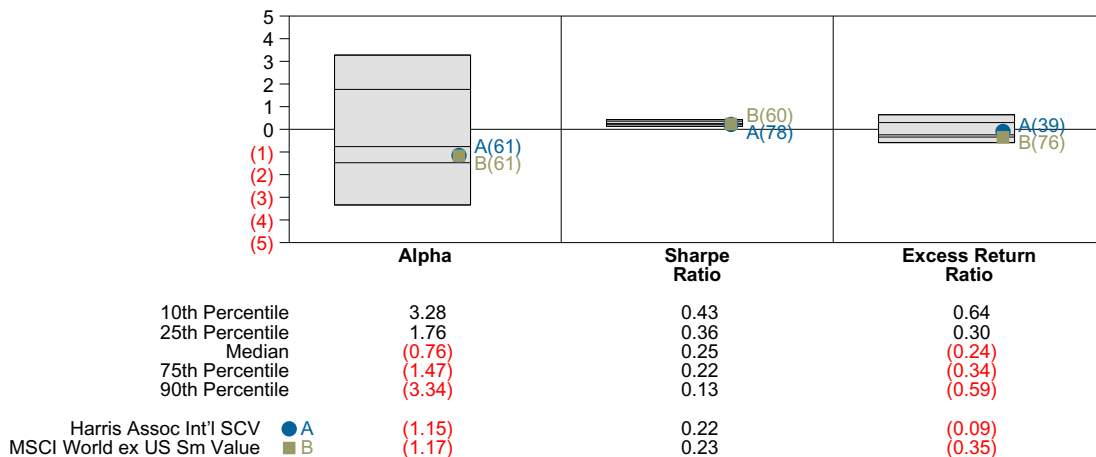 5
4
3
2
1
0
(1)
(2)
(3)
(4)
(5)
A(61)
B(61)
B(60)
A(78)
A(39)
B(76)
Alpha Sharpe Ratio Excess Return Ratio
10th Percentile 3.28 0.43 0.64
25th Percentile 1.76 0.36 0.30
Median (0.76) 0.25 (0.24)
75th Percentile (1.47) 0.22 (0.34)
90th Percentile (3.34) 0.13 (0.59)
Harris Assoc Int'l SCV A (1.15) 0.22 (0.09)
MSCI World ex US Sm Value B (1.17) 0.23 (0.35)